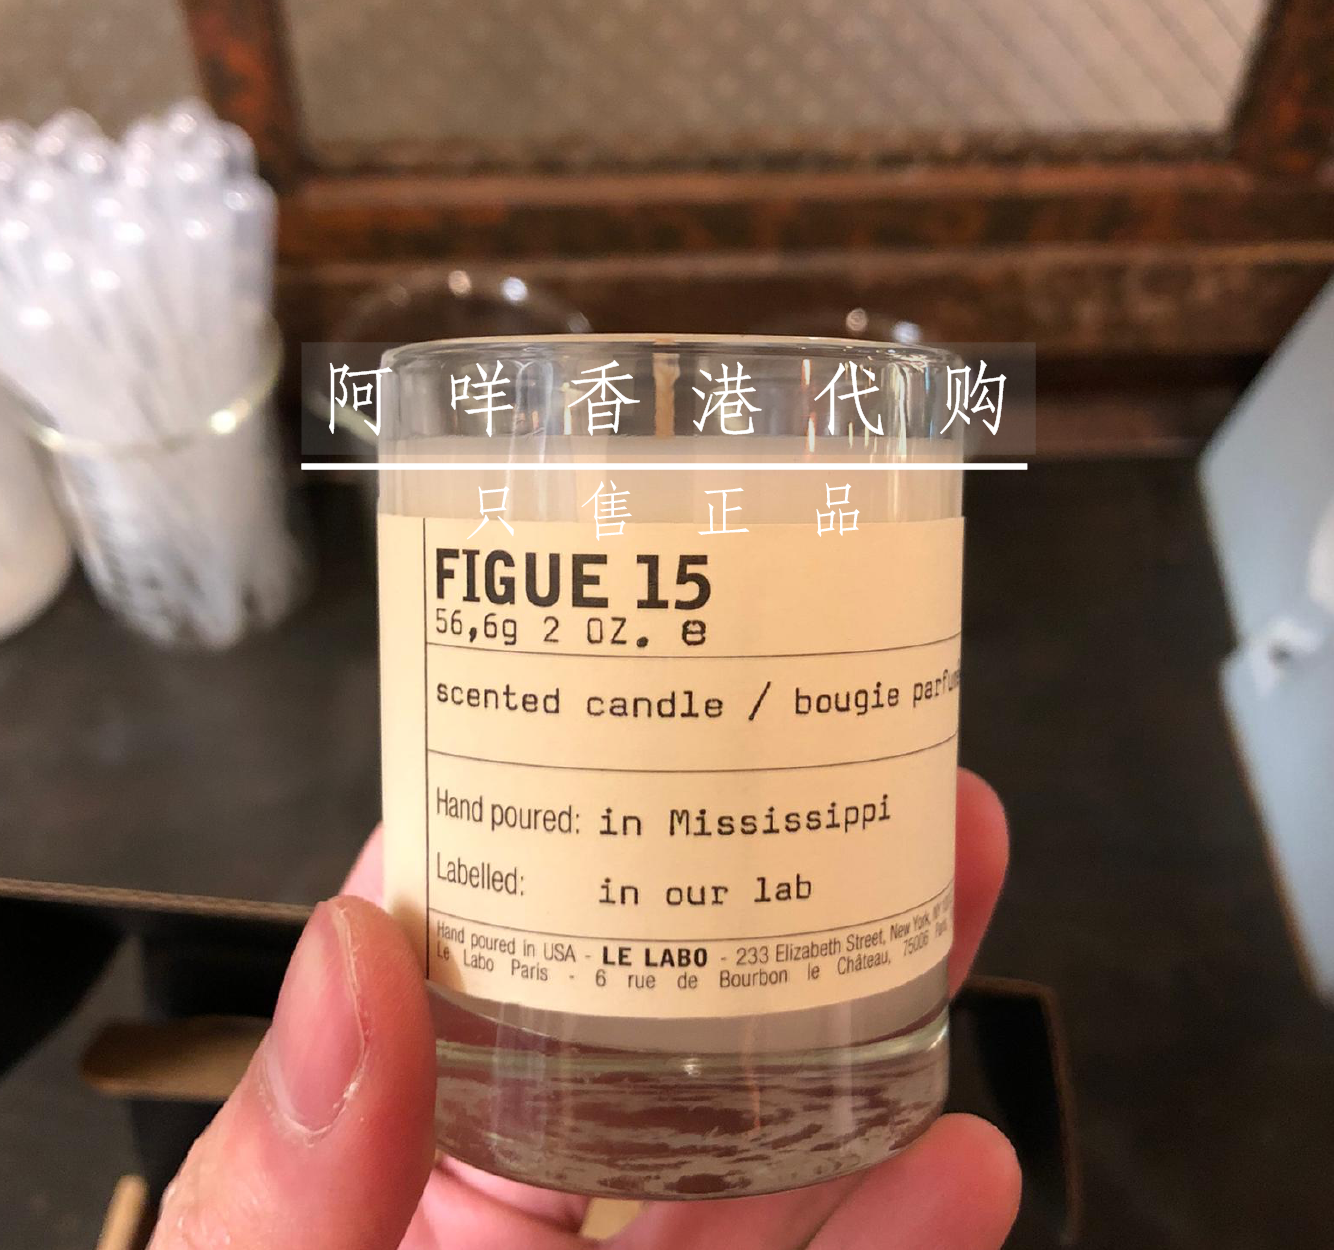 阿咩香港代购
只售正品
FIGUE 15
56,6g 2 OZ. e
scented candle / bougie
Hand poured: in Mississippi
Labelled: in our lab
Hand poured in USA - LE LABO - 233 Elizabeth Street, New York, NY
Le Labo Paris - 6 rue de Bourbon le Château, 75006